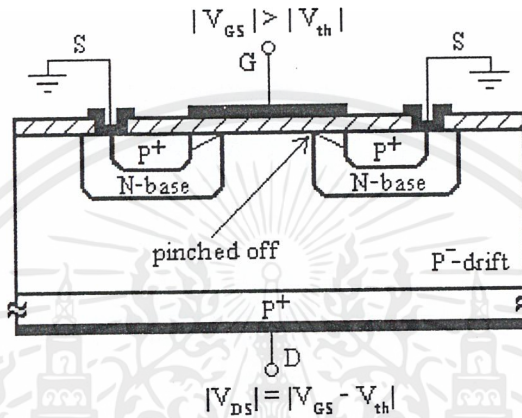 |V_GS| > |V_th|
S
G
S
P⁺
P⁺
N-base
N-base
pinched off
P⁻-drift
P⁺
D
|V_DS| = |V_GS - V_th|